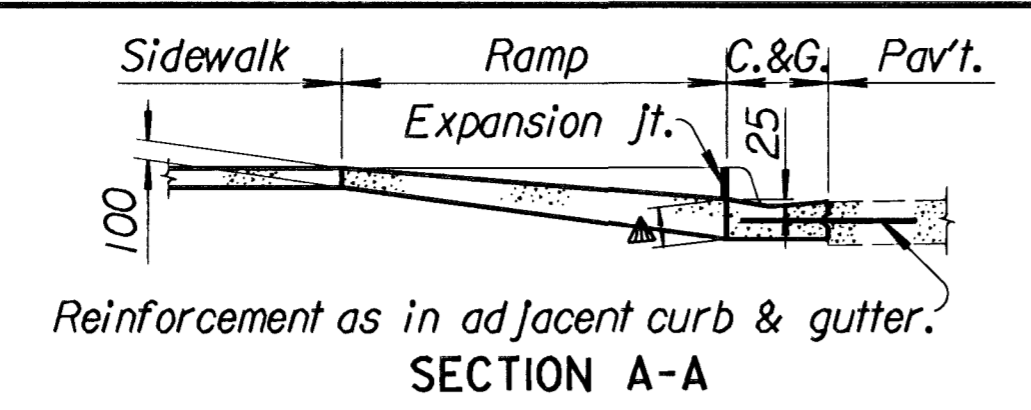 Sidewalk Ramp C.&G. Pav't.
Expansion jt.
25
100
Reinforcement as in adjacent curb & gutter.
SECTION A-A